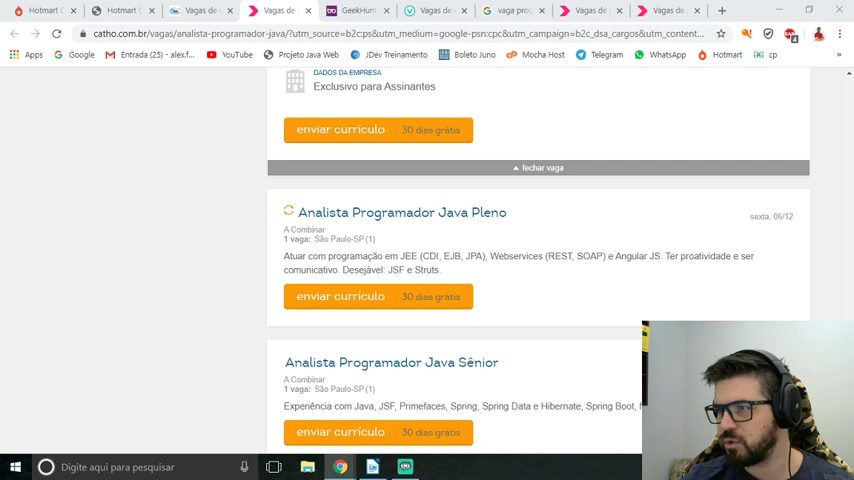 Hotmart C
Hotmart C
Vagas de
Vagas de p
GeekHunt
Vagas de
vaga prog
Vagas de p
Vagas de p
catho.com.br/vagas/analista-programador-java/?utm_source=b2c:ps&utm_medium=google-psn:cpc&utm_campaign=b2c_dsa_cargos&utm_content...
Apps
Google
Entrada (25) - alex.f...
YouTube
Projeto Java Web
JDev Treinamento
Boleto Juno
Mocha Host
Telegram
WhatsApp
Hotmart
cp
»
DADOS DA EMPRESA
Exclusivo para Assinantes
enviar currículo 30 dias grátis
fechar vaga
Analista Programador Java Pleno
sexta, 06/12
A Combinar
1 vaga: São Paulo-SP (1)
Atuar com programação em JEE (CDI, EJB, JPA), Webservices (REST, SOAP) e Angular JS. Ter proatividade e ser
comunicativo. Desejável: JSF e Struts.
enviar currículo 30 dias grátis
Analista Programador Java Sênior
A Combinar
1 vaga: São Paulo-SP (1)
Experiência com Java, JSF, Primefaces, Spring, Spring Data e Hibernate, Spring Boot,
enviar currículo 30 dias grátis
Digite aqui para pesquisar